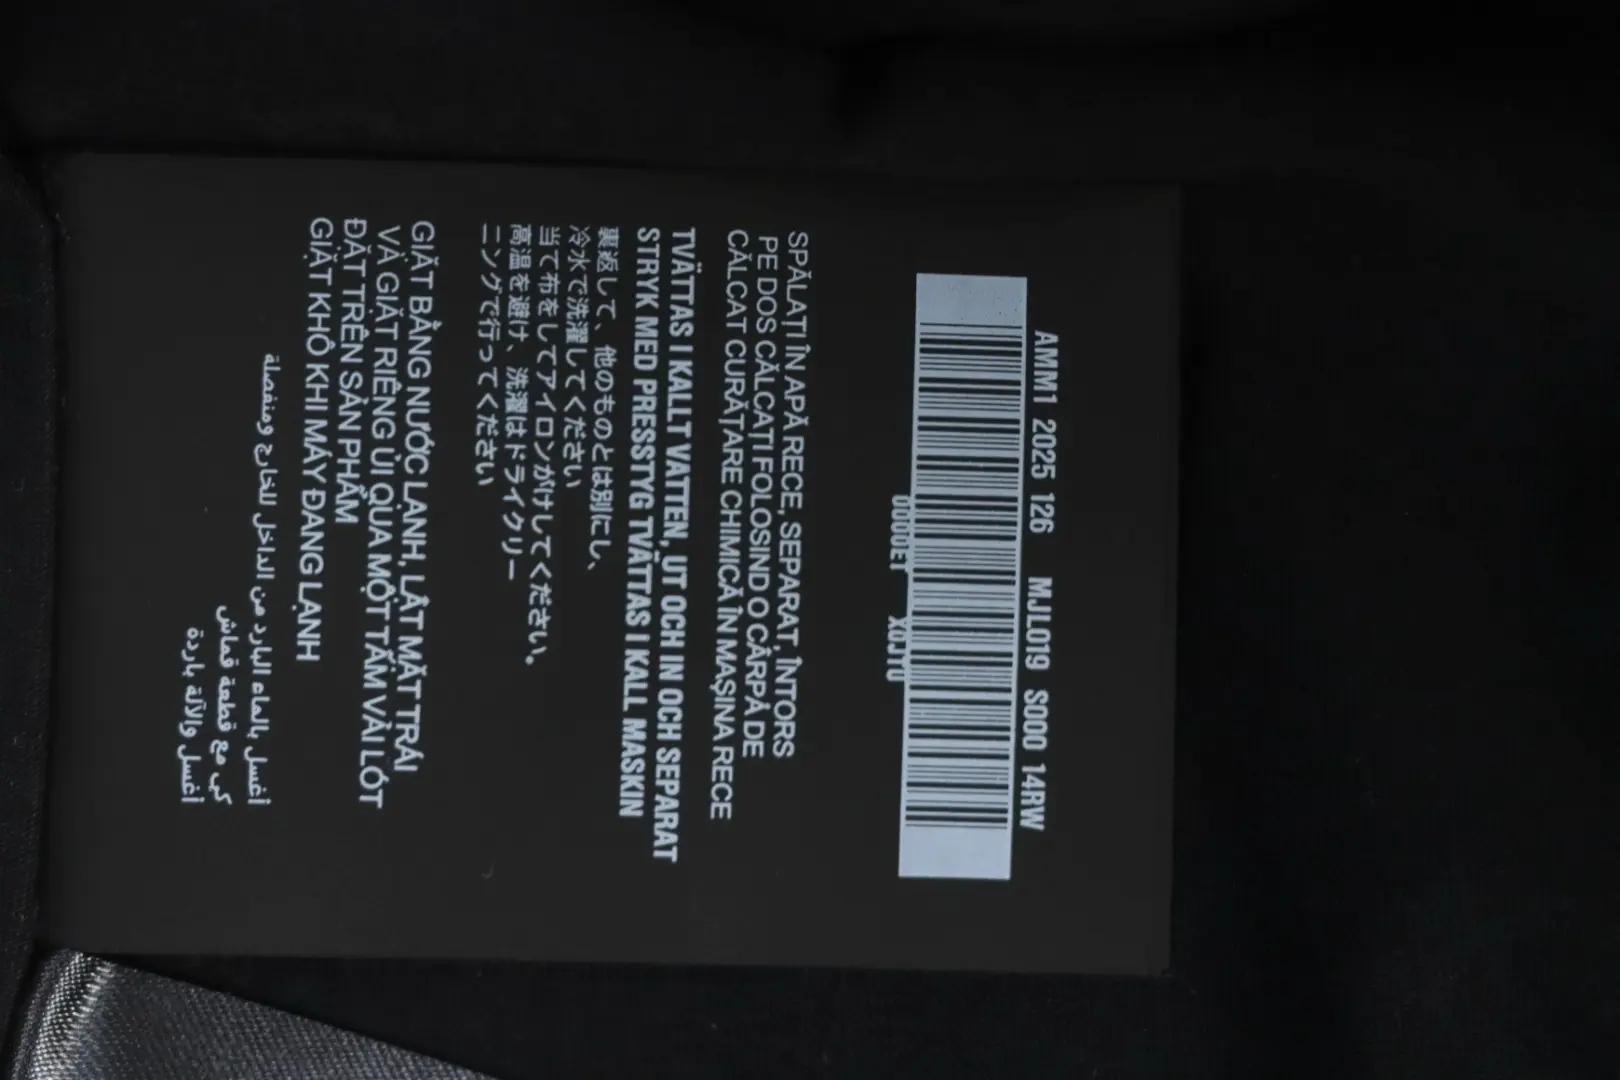 AMM1 2025 126 MJL019 S000 14RW
SPĂLAȚI ÎN APĂ RECE, SEPARAT, ÎNTORS
PE DOS CĂLCAȚI FOLOSIND O CÂRPĂ DE
CĂLCAT CURĂȚARE CHIMICĂ ÎN MAȘINA RECE
TVÄTTAS I KALLT VATTEN, UT OCH IN OCH SEPARAT
STRYK MED PRESSTYG TVÄTTAS I KALL MASKIN
裏返して、他のものとは別にし、
冷水で洗濯してください
当て布をしてアイロンがけしてください。
高温を避け、洗濯はドライクリー
ニングで行ってください
GIẶT BẰNG NƯỚC LẠNH, LẬT MẶT TRÁI
VÀ GIẶT RIÊNG ỦI QUA MỘT TẤM VẢI LÓT
ĐẶT TRÊN SẢN PHẨM
GIẶT KHÔ KHI MÁY ĐANG LẠNH
أغسل بالماء البارد من الداخل للخارج ومنفصلة
كي مع قطعة قماش
أغسل والآلة باردة